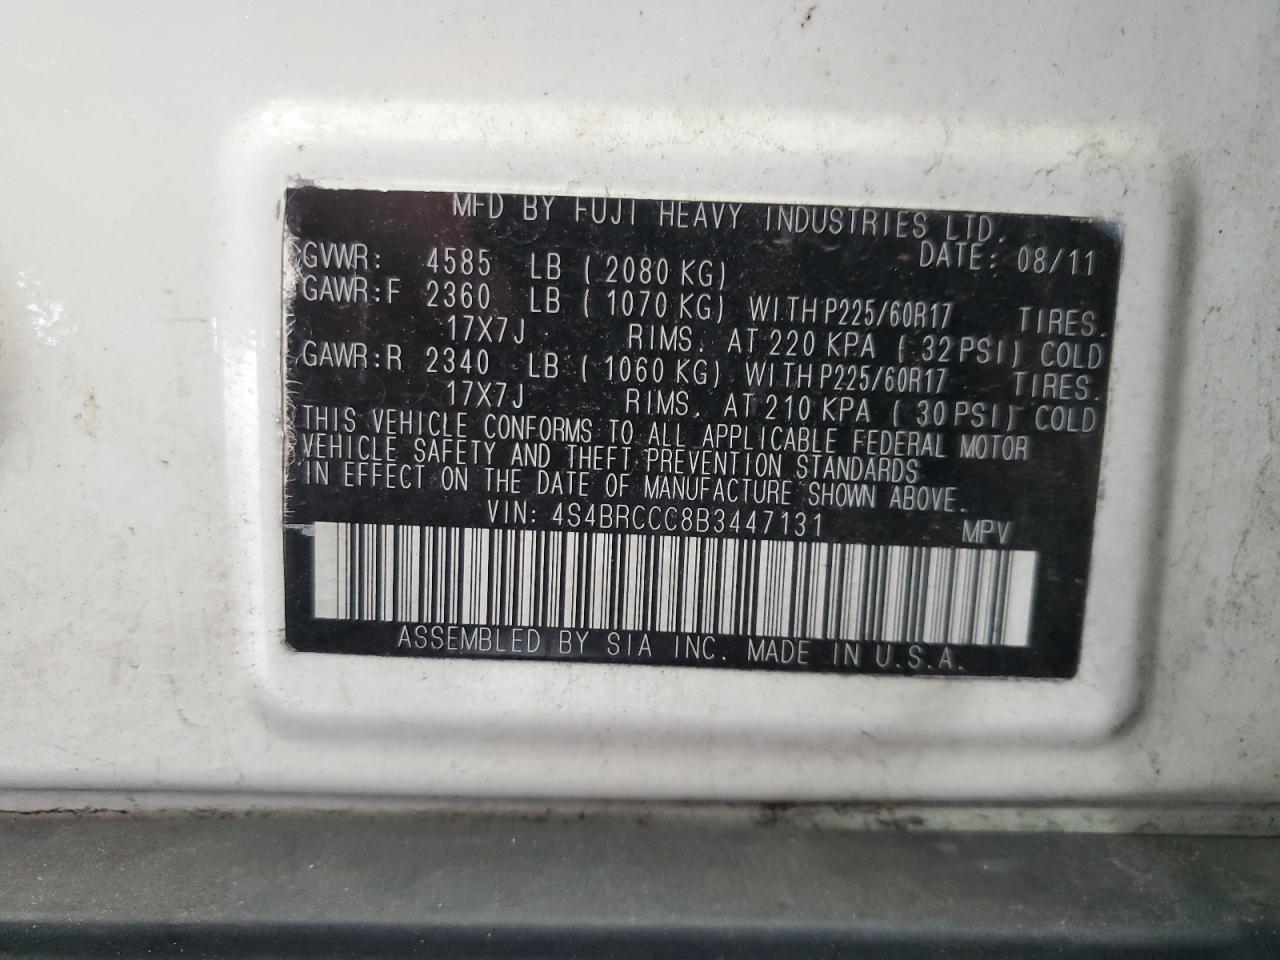 MFD BY FUJI HEAVY INDUSTRIES LTD.
DATE: 08/11
GVWR: 4585 LB ( 2080 KG)
GAWR:F 2360 LB ( 1070 KG) WITH P225/60R17 TIRES.
17X7J RIMS. AT 220 KPA ( 32 PSI) COLD
GAWR:R 2340 LB ( 1060 KG) WITH P225/60R17 TIRES.
17X7J RIMS. AT 210 KPA ( 30 PSI) COLD
THIS VEHICLE CONFORMS TO ALL APPLICABLE FEDERAL MOTOR
VEHICLE SAFETY AND THEFT PREVENTION STANDARDS
IN EFFECT ON THE DATE OF MANUFACTURE SHOWN ABOVE.
VIN: 4S4BRCCC8B3447131 MPV
ASSEMBLED BY SIA INC. MADE IN U.S.A.